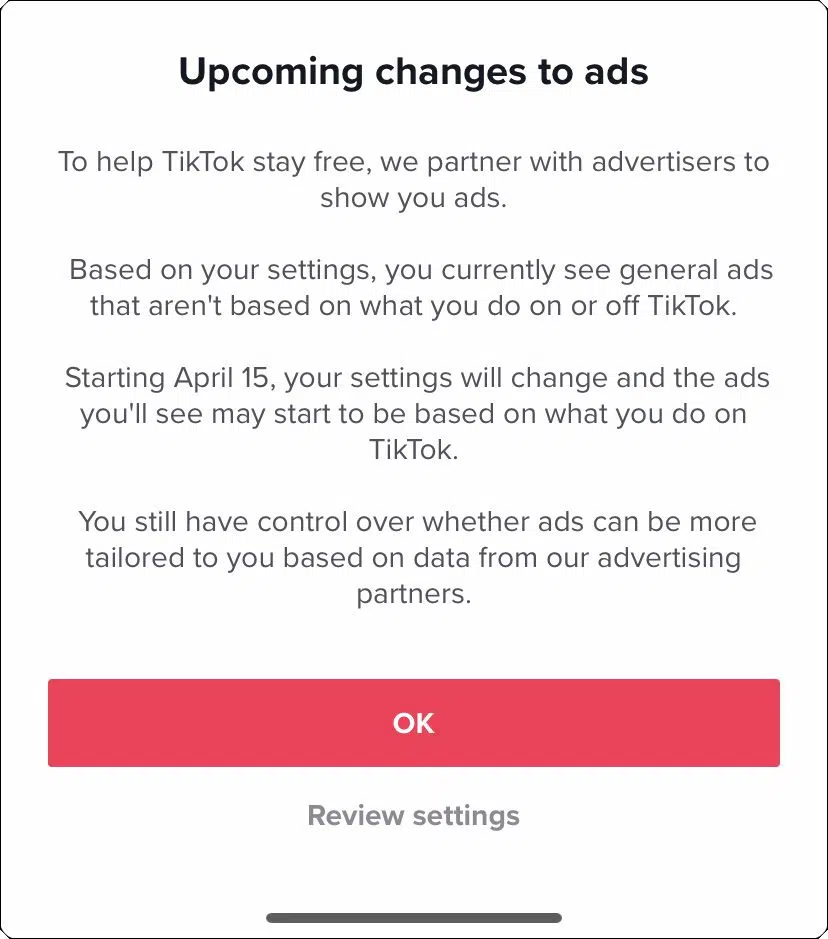 Upcoming changes to ads
To help TikTok stay free, we partner with advertisers to
show you ads.
Based on your settings, you currently see general ads
that aren't based on what you do on or off TikTok.
Starting April 15, your settings will change and the ads
you'll see may start to be based on what you do on
TikTok.
You still have control over whether ads can be more
tailored to you based on data from our advertising
partners.
OK
Review settings